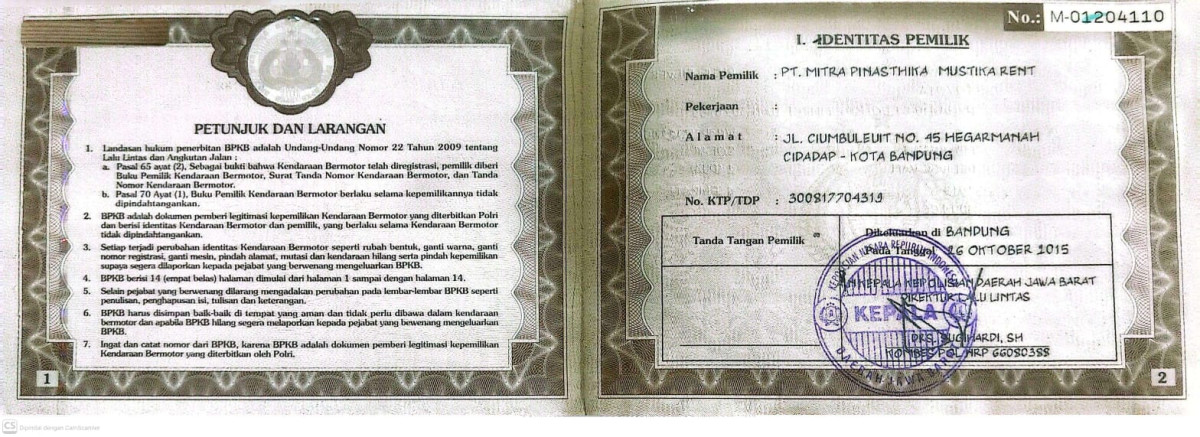 PETUNJUK DAN LARANGAN
1. Landasan hukum penerbitan BPKB adalah Undang-Undang Nomor 22 Tahun 2009 tentang
Lalu Lintas dan Angkutan Jalan :
a. Pasal 65 ayat (2), Sebagai bukti bahwa Kendaraan Bermotor telah diregistrasi, pemilik diberi
Buku Pemilik Kendaraan Bermotor, Surat Tanda Nomor Kendaraan Bermotor, dan Tanda
Nomor Kendaraan Bermotor.
b. Pasal 70 Ayat (1), Buku Pemilik Kendaraan Bermotor berlaku selama kepemilikannya tidak
dipindahtangankan.
2. BPKB adalah dokumen pemberi legitimasi kepemilikan Kendaraan Bermotor yang diterbitkan Polri
dan berisi identitas Kendaraan Bermotor dan pemilik, yang berlaku selama Kendaraan Bermotor
tidak dipindahtangankan.
3. Setiap terjadi perubahan identitas Kendaraan Bermotor seperti rubah bentuk, ganti warna, ganti
nomor registrasi, ganti mesin, pindah alamat, mutasi dan kendaraan hilang serta pindah kepemilikan
supaya segera dilaporkan kepada pejabat yang berwenang mengeluarkan BPKB.
4. BPKB berisi 14 (empat belas) halaman dimulai dari halaman 1 sampai dengan halaman 14.
5. Selain pejabat yang berwenang dilarang mengadakan perubahan pada lembar-lembar BPKB seperti
penulisan, penghapusan isi, tulisan dan keterangan.
6. BPKB harus disimpan baik-baik di tempat yang aman dan tidak perlu dibawa dalam kendaraan
bermotor dan apabila BPKB hilang segera melaporkan kepada pejabat yang bewenang mengeluarkan
BPKB.
7. Ingat dan catat nomor dari BPKB, karena BPKB adalah dokumen pemberi legitimasi kepemilikan
Kendaraan Bermotor yang diterbitkan oleh Polri.
1
No.: M-01204110
I. IDENTITAS PEMILIK
Nama Pemilik : PT. MITRA PINASTHIKA MUSTIKA RENT
Pekerjaan :
Alamat : JL. CIUMBULEUIT NO. 45 HEGARMANAH
CIDADAP - KOTA BANDUNG
No. KTP/TDP : 300817704319
Tanda Tangan Pemilik
Dikeluarkan di BANDUNG
Pada Tanggal 26 OKTOBER 2015
KEPALA KEPOLISIAN DAERAH JAWA BARAT
DIREKTUR LALU LINTAS
KEPOLISIAN NEGARA REPUBLIK INDONESIA
KEPALA
DAERAH JAWA BARAT
DRS. SUGIHARDI, SH
KOMBES POL NRP 66080388
2
CS Dipindai dengan CamScanner